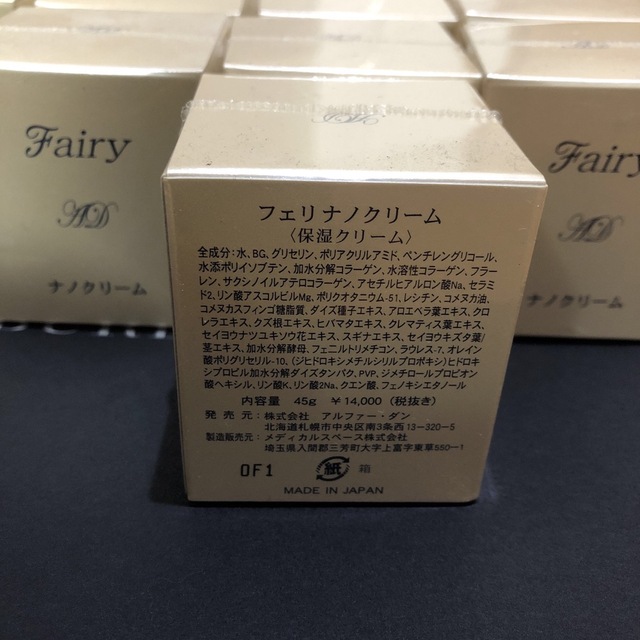 Fairy
AD
ナノクリーム
Fairy
AD
ナノクリーム
フェリ ナノクリーム
〈保湿クリーム〉
全成分:水、BG、グリセリン、ポリアクリルアミド、ペンチレングリコール、
水添ポリイソブテン、加水分解コラーゲン、水溶性コラーゲン、フラー
レン、サクシノイルアテロコラーゲン、アセチルヒアルロン酸Na、セラミ
ド2、リン酸アスコルビルMg、ポリクオタニウム-51、レシチン、コメヌカ油、
コメヌカスフィンゴ糖脂質、ダイズ種子エキス、アロエベラ葉エキス、クロ
レラエキス、クズ根エキス、ヒバマタエキス、クレマティス葉エキス、
セイヨウナツユキソウ花エキス、スギナエキス、セイヨウキズタ葉/
茎エキス、加水分解酵母、フェニルトリメチコン、ラウレス-7、オレイン
酸ポリグリセリル-10、(ジヒドロキシメチルシリルプロポキシ)ヒドロキ
シプロピル加水分解ダイズタンパク、PVP、ジメチロールプロピオン
酸ヘキシル、リン酸K、リン酸2Na、クエン酸、フェノキシエタノール
内容量 45g ¥14,000(税抜き)
発売元:株式会社 アルファー・ダン
北海道札幌市中央区南3条西13-320-5
製造販売元:メディカルスペース株式会社
埼玉県入間郡三芳町大字上富字東草550-1
0F1 紙 箱
MADE IN JAPAN